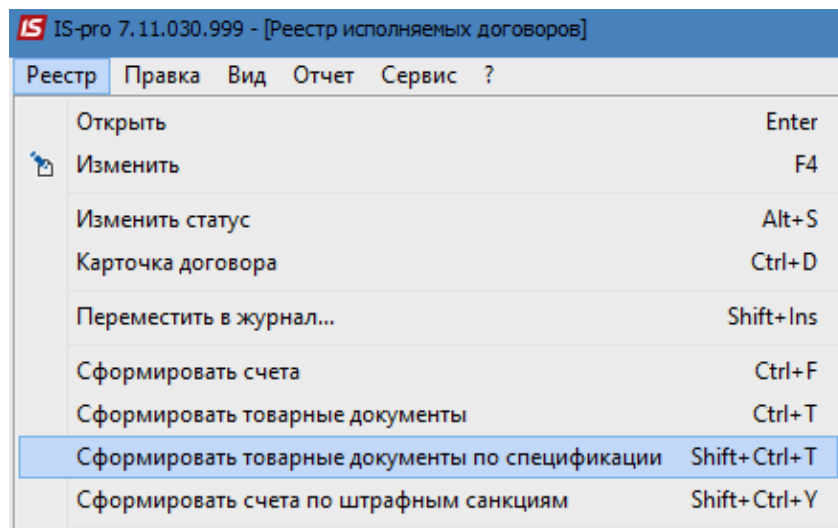 IS IS-pro 7.11.030.999 - [Реестр исполняемых договоров]
Реестр Правка Вид Отчет Сервис ?
Открыть Enter
Изменить F4
Изменить статус Alt+S
Карточка договора Ctrl+D
Переместить в журнал... Shift+Ins
Сформировать счета Ctrl+F
Сформировать товарные документы Ctrl+T
Сформировать товарные документы по спецификации Shift+Ctrl+T
Сформировать счета по штрафным санкциям Shift+Ctrl+Y